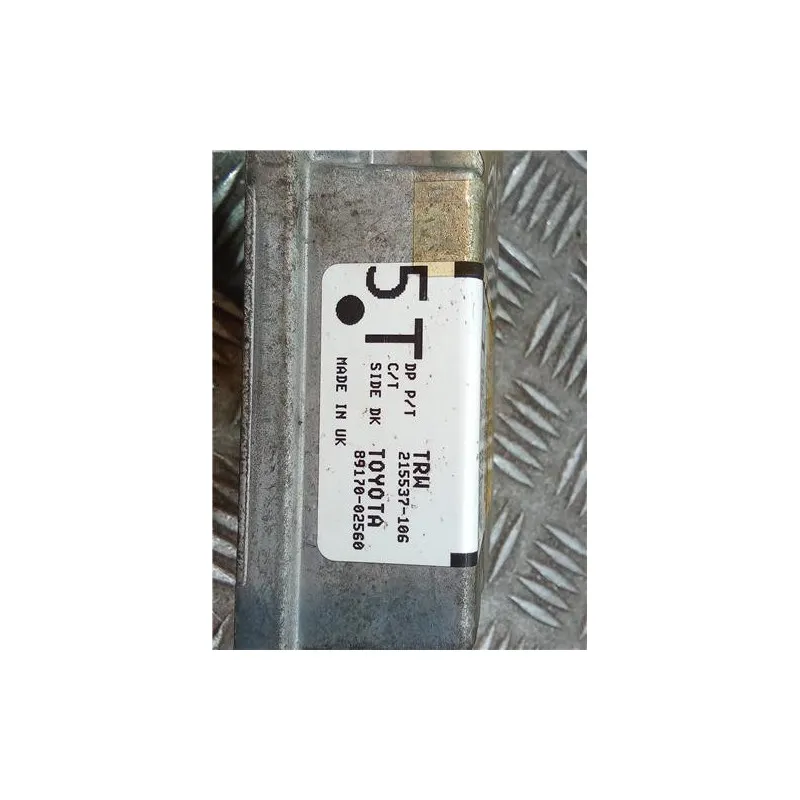 5T
DP P/T
C/T
SIDE DK
MADE IN UK
TRW
215537-106
TOYOTA
89170-02560